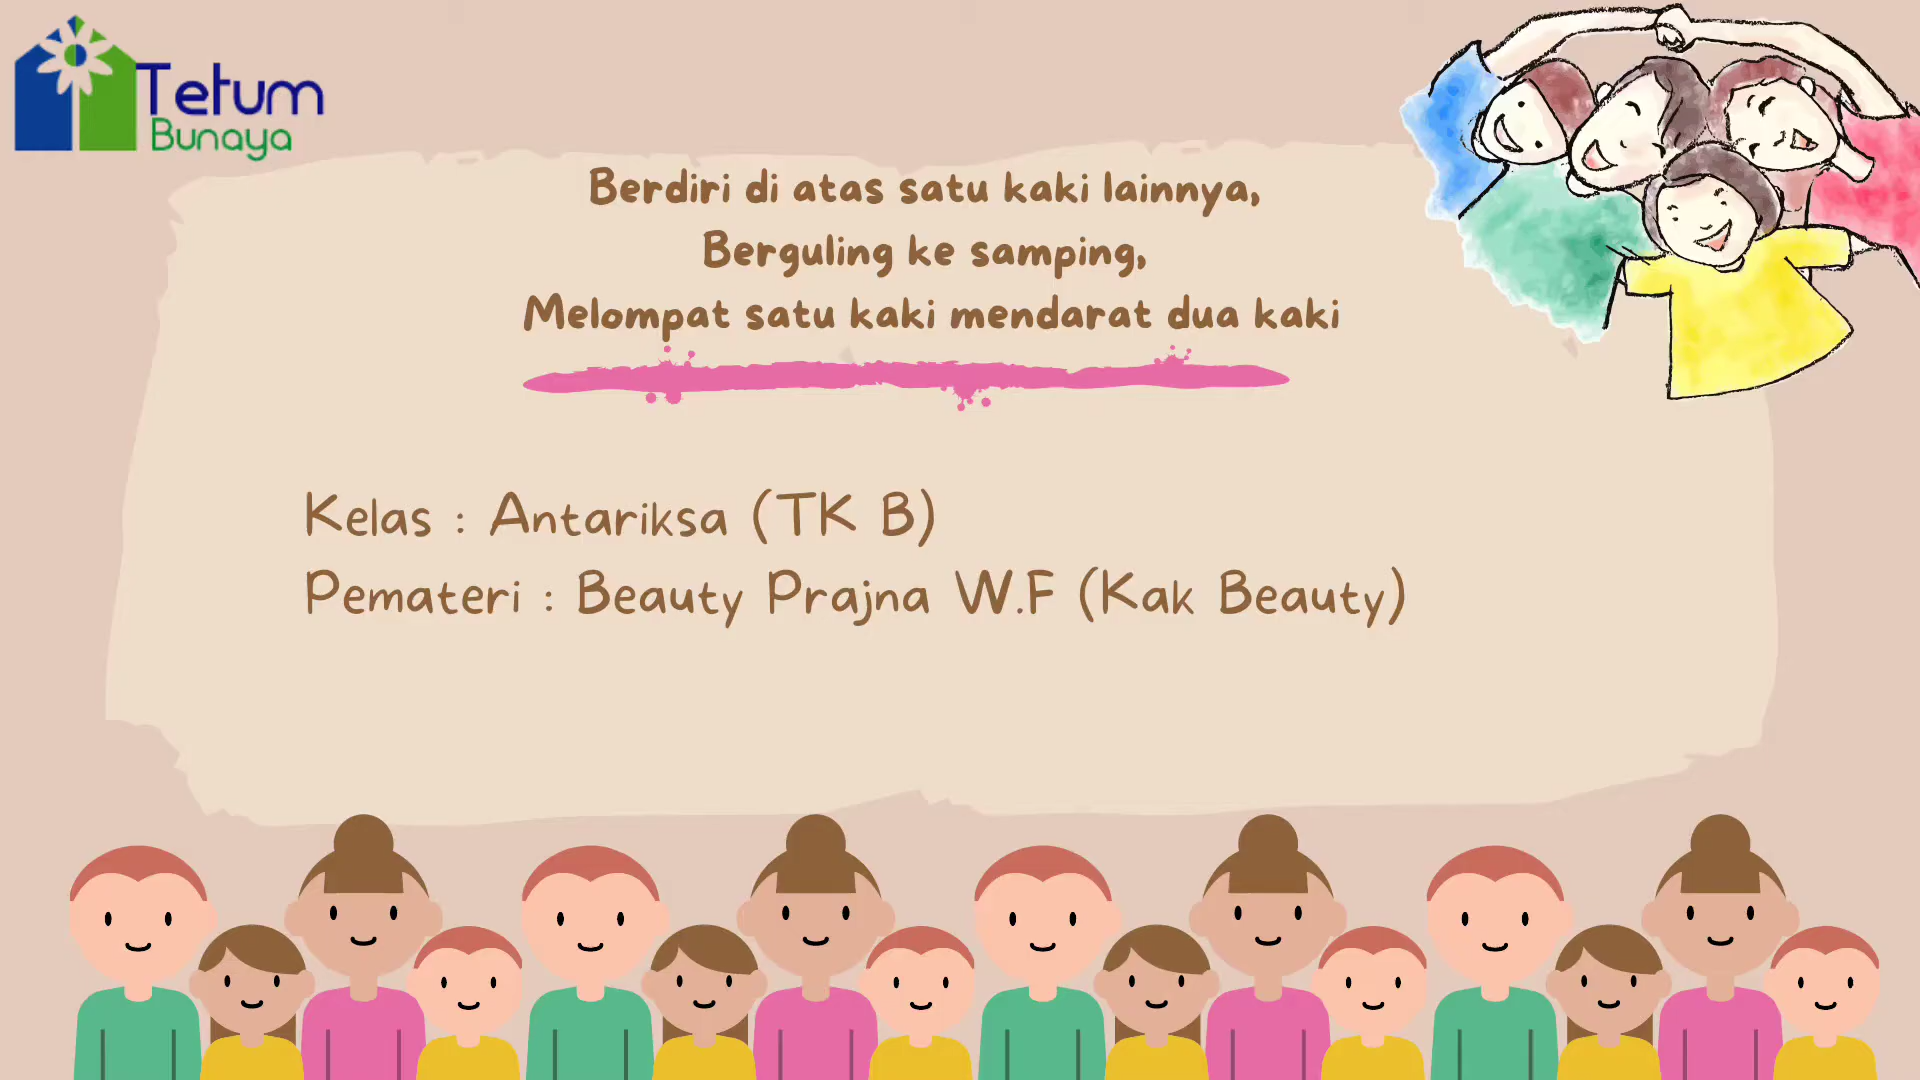 Tetum
Bunaya
Berdiri di atas satu kaki lainnya,
Berguling ke samping,
Melompat satu kaki mendarat dua kaki
Kelas : Antariksa (TK B)
Pemateri : Beauty Prajna W.F (Kak Beauty)